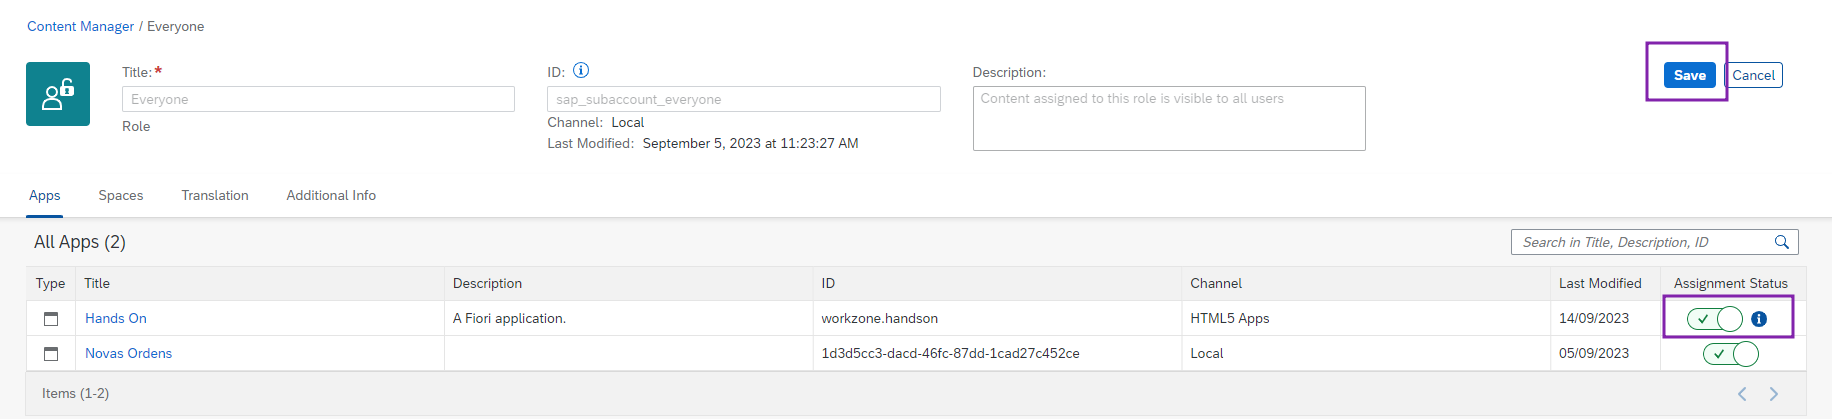 Content Manager / Everyone
Title:*
Everyone
Role
ID:
sap_subaccount_everyone
Channel: Local
Last Modified: September 5, 2023 at 11:23:27 AM
Description:
Content assigned to this role is visible to all users
Save Cancel
Apps Spaces Translation Additional Info
All Apps (2)
Search in Title, Description, ID
Type Title Description ID Channel Last Modified Assignment Status
Hands On A Fiori application. workzone.handson HTML5 Apps 14/09/2023
Novas Ordens 1d3d5cc3-dacd-46fc-87dd-1cad27c452ce Local 05/09/2023
Items (1-2)